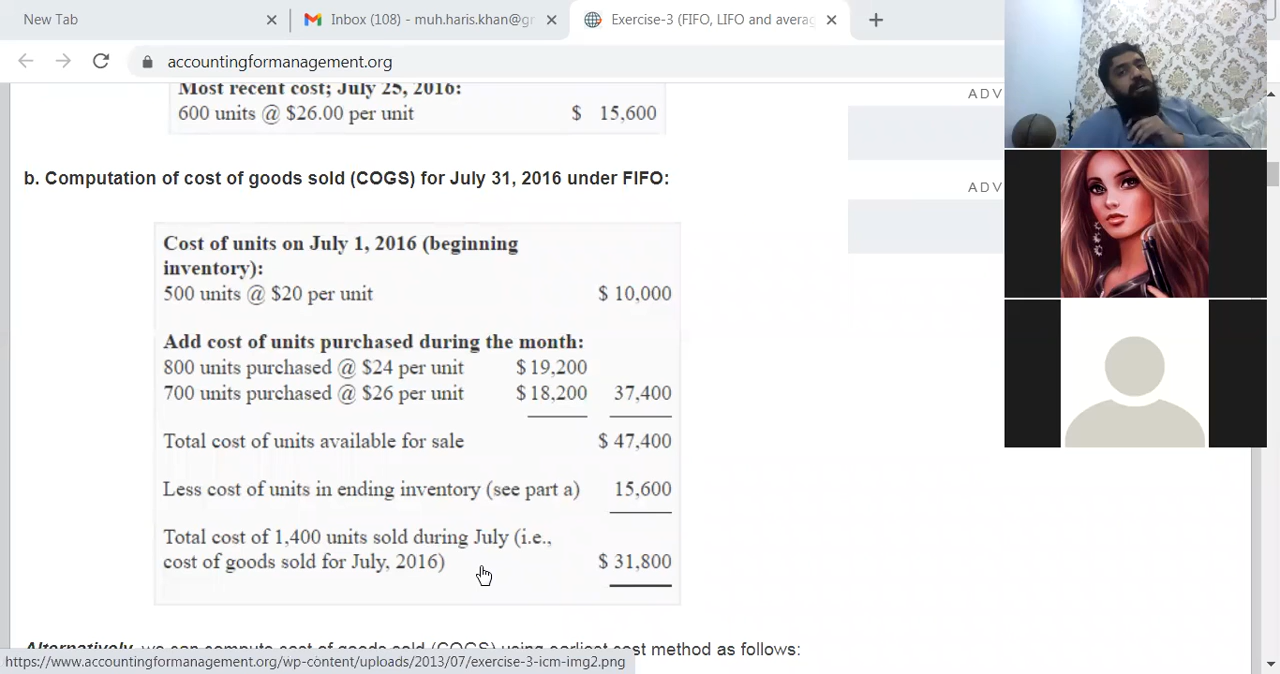 New Tab
Inbox (108) - muh.haris.khan@gr
Exercise-3 (FIFO, LIFO and averag
accountingformanagement.org
Most recent cost; July 25, 2016:
600 units @ $26.00 per unit $ 15,600
ADV
b. Computation of cost of goods sold (COGS) for July 31, 2016 under FIFO:
ADV
Cost of units on July 1, 2016 (beginning
inventory):
500 units @ $20 per unit $ 10,000
Add cost of units purchased during the month:
800 units purchased @ $24 per unit $ 19,200
700 units purchased @ $26 per unit $ 18,200 37,400
Total cost of units available for sale $ 47,400
Less cost of units in ending inventory (see part a) 15,600
Total cost of 1,400 units sold during July (i.e.,
cost of goods sold for July, 2016) $ 31,800
Alternatively, we can compute cost of goods sold (COGS) using earliest cost method as follows:
https://www.accountingformanagement.org/wp-content/uploads/2013/07/exercise-3-icm-img2.png